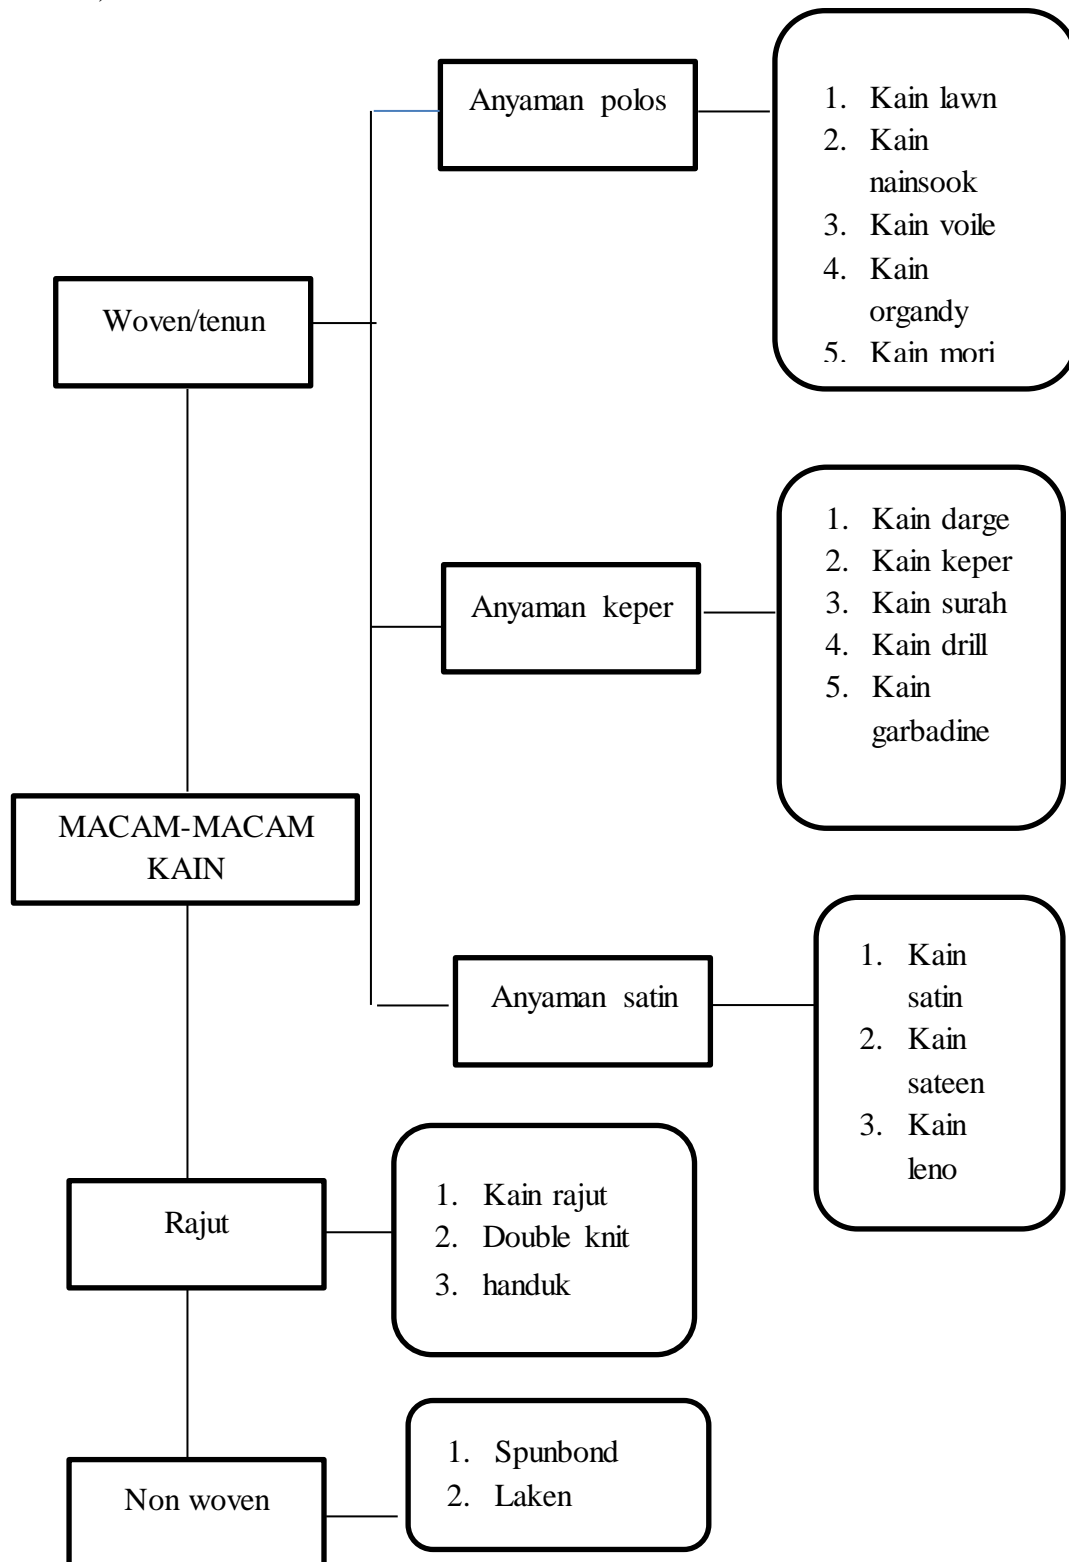 Anyaman polos
1. Kain lawn
2. Kain
nainsook
3. Kain voile
4. Kain
organdy
5. Kain mori
Woven/tenun
Anyaman keper
1. Kain darge
2. Kain keper
3. Kain surah
4. Kain drill
5. Kain
garbadine
MACAM-MACAM
KAIN
Anyaman satin
1. Kain
satin
2. Kain
sateen
3. Kain
leno
Rajut
1. Kain rajut
2. Double knit
3. handuk
Non woven
1. Spunbond
2. Laken